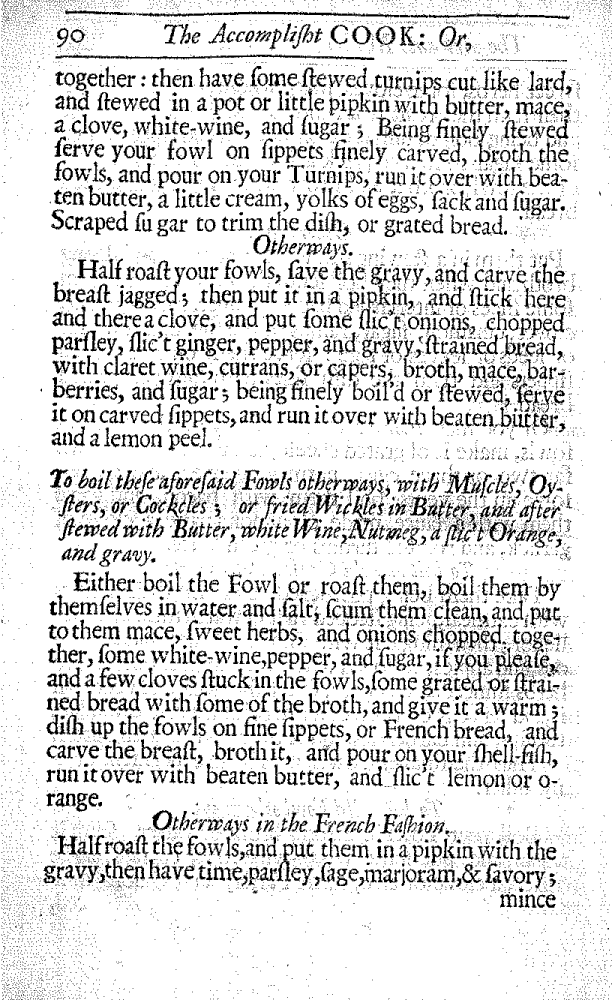 90 The Accompliſht COOK: Or,
together: then have ſome ſtewed turnips cut like lard,
and ſtewed in a pot or little pipkin with butter, mace,
a clove, white-wine, and ſugar; Being finely ſtewed
ſerve your fowl on ſippets finely carved, broth the
fowls, and pour on your Turnips, run it over with bea-
ten butter, a little cream, yolks of eggs, ſack and ſugar.
Scraped ſu gar to trim the diſh, or grated bread.
Otherways.
Half roaſt your fowls, ſave the gravy, and carve the
breaſt jagged; then put it in a pipkin, and ſtick here
and there a clove, and put ſome ſlic't onions, chopped
parſley, ſlic't ginger, pepper, and gravy, ſtrained bread,
with claret wine, currans, or capers, broth, mace, bar-
berries, and ſugar; being finely boil'd or ſtewed, ſerve
it on carved ſippets, and run it over with beaten butter,
and a lemon peel.
To boil theſe aforeſaid Fowls otherways, with Muſcles, Oy-
ſters, or Cockcles; or fried Wickles in Butter, and after
ſtewed with Butter, white Wine, Nutmeg, a ſlic't Orange,
and gravy.
Either boil the Fowl or roaſt them, boil them by
themſelves in water and ſalt, ſcum them clean, and put
to them mace, ſweet herbs, and onions chopped toge-
ther, ſome white-wine, pepper, and ſugar, if you pleaſe,
and a few cloves ſtuck in the fowls, ſome grated or ſtrai-
ned bread with ſome of the broth, and give it a warm;
diſh up the fowls on fine ſippets, or French bread, and
carve the breaſt, broth it, and pour on your ſhell-fiſh,
run it over with beaten butter, and ſlic't lemon or o-
range.
Otherways in the French Faſhion.
Half roaſt the fowls, and put them in a pipkin with the
gravy, then have time, parſley, ſage, marjoram, & ſavory;
mince